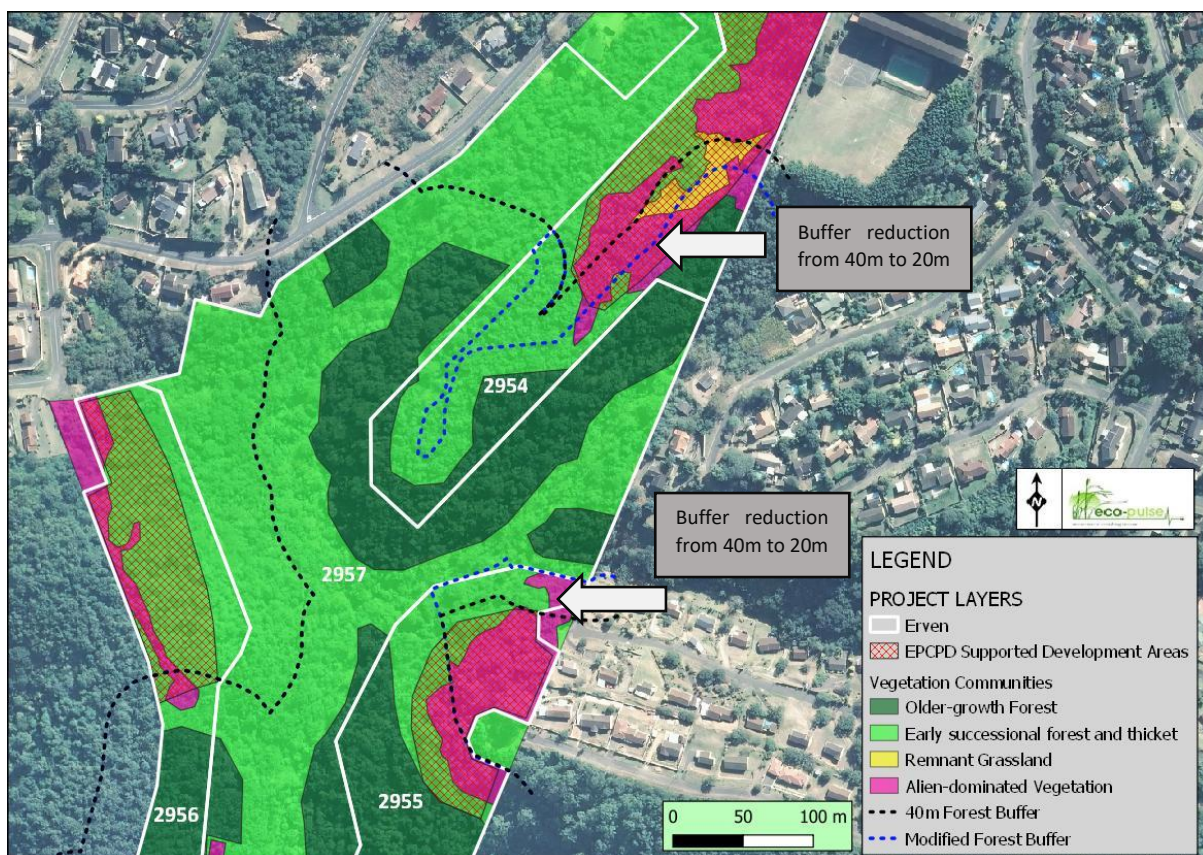 Buffer reduction
from 40m to 20m
2954
Buffer reduction
from 40m to 20m
2957
2956
2955
N
eco-pulse
LEGEND
PROJECT LAYERS
Erven
EPCPD Supported Development Areas
Vegetation Communities
Older-growth Forest
Early successional forest and thicket
Remnant Grassland
Alien-dominated Vegetation
40m Forest Buffer
Modified Forest Buffer
0 50 100 m